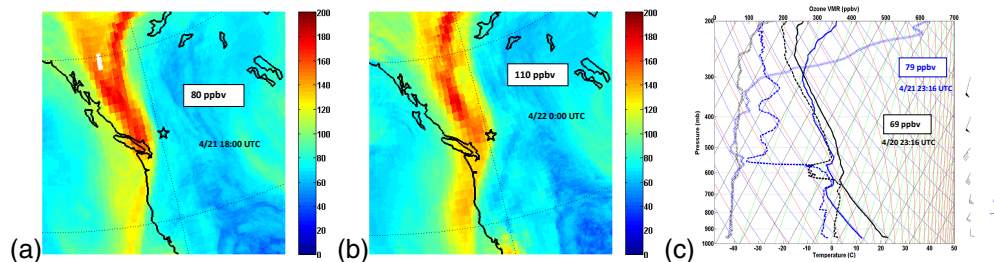 200
180
160
140
120
100
80
60
40
20
0
80 ppbv
4/21 18:00 UTC
(a)
200
180
160
140
120
100
80
60
40
20
0
110 ppbv
4/22 0:00 UTC
(b)
Ozone VMR (ppbv)
0 100 200 300 400 500 600 700
200
300
400
500
600
700
800
900
1000
Pressure (mb)
79 ppbv
4/21 23:16 UTC
69 ppbv
4/20 23:16 UTC
-40 -30 -20 -10 0 10 20 30 40 50
Temperature (C)
(c)